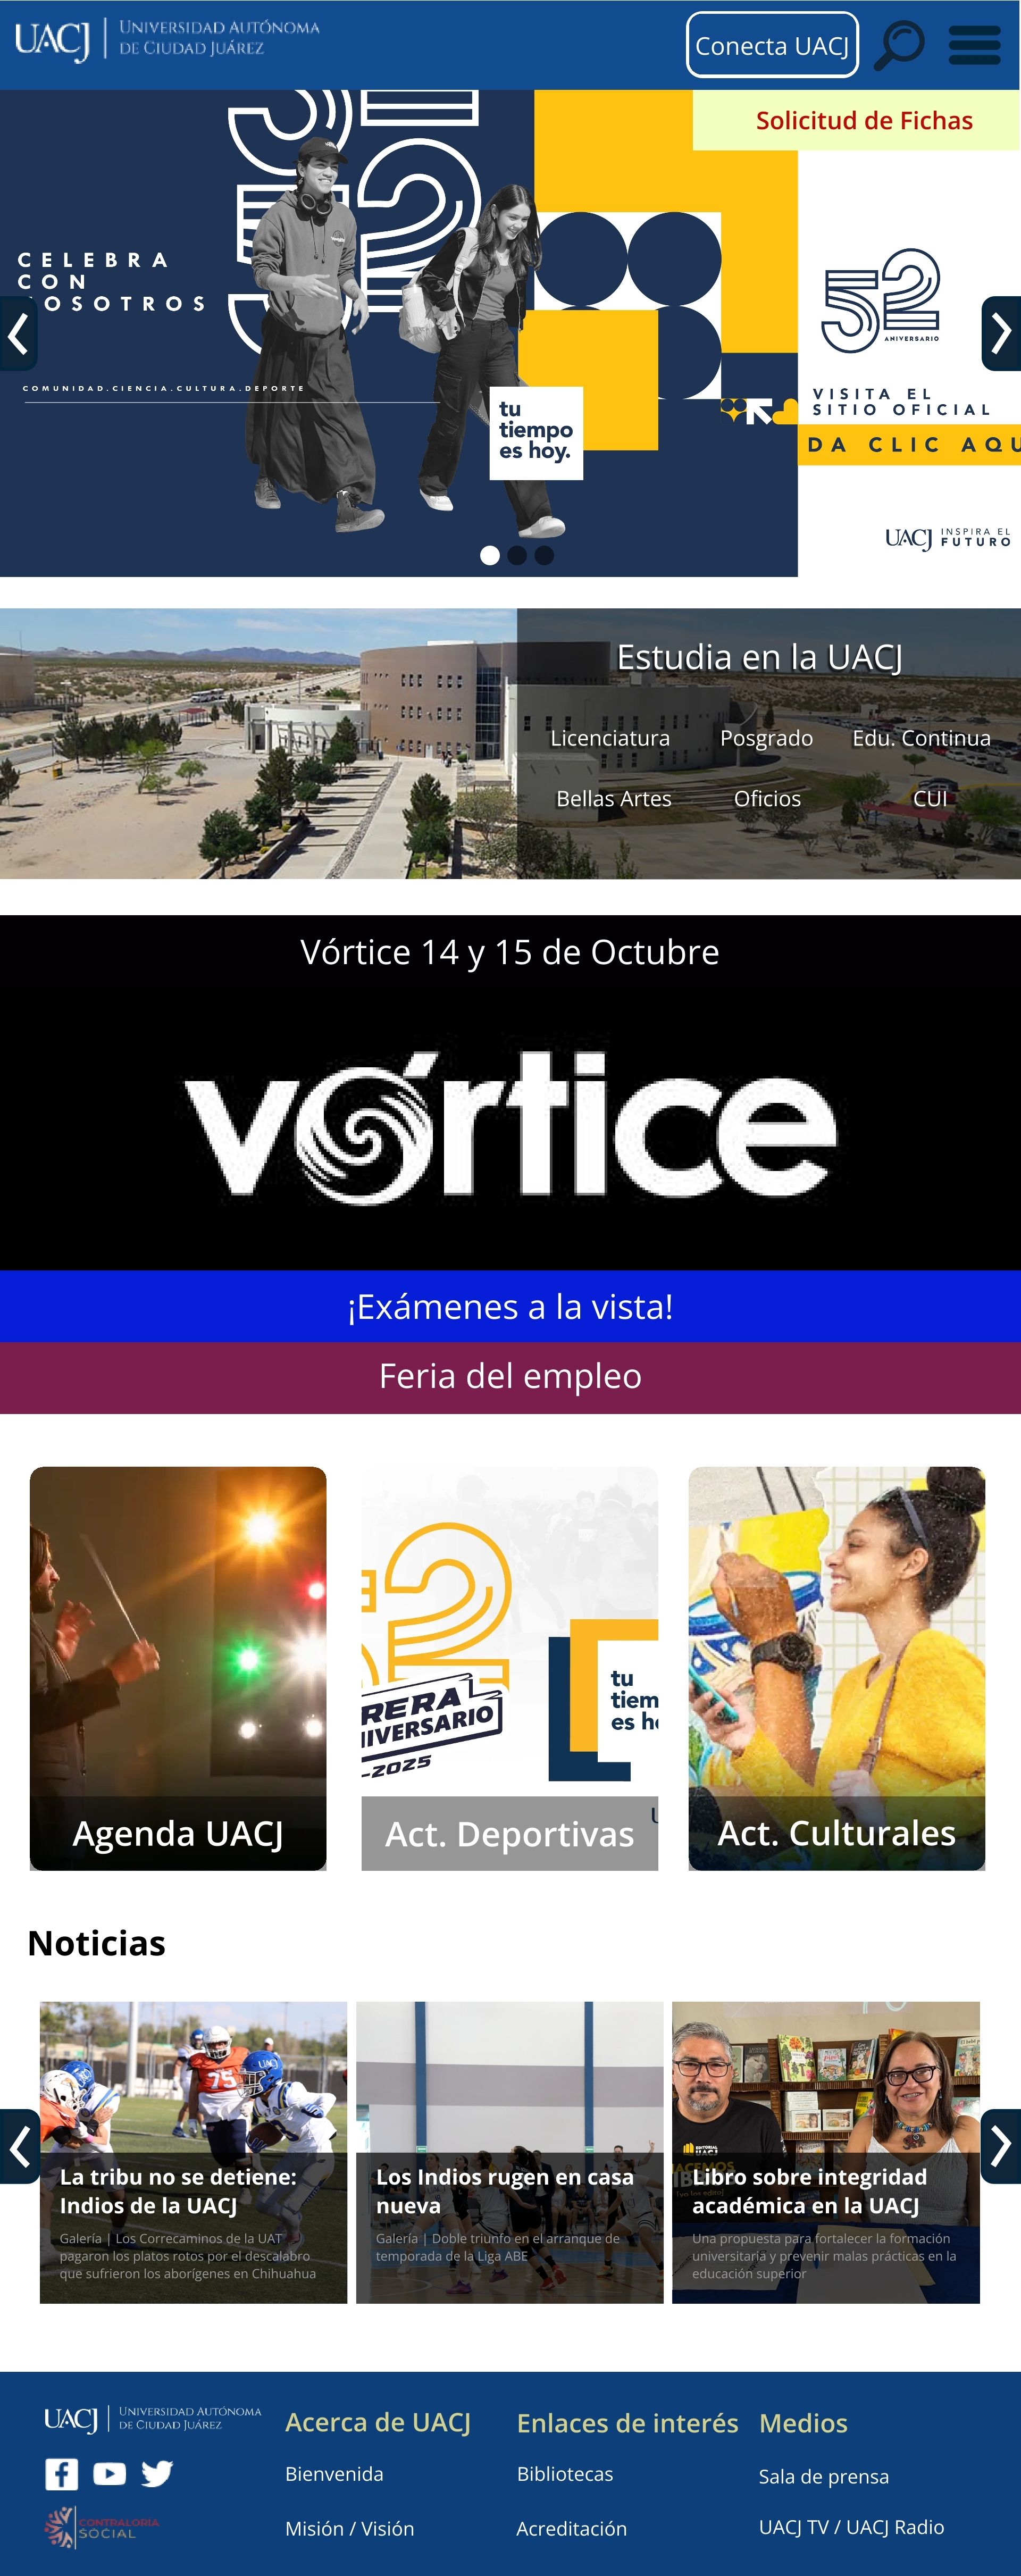 UACJ
UNIVERSIDAD AUTÓNOMA
DE CIUDAD JUÁREZ
Conecta UACJ
Solicitud de Fichas
CELEBRA
CON
NOSOTROS
COMUNIDAD.CIENCIA.CULTURA.DEPORTE
52
tu
tiempo
es hoy.
52
ANIVERSARIO
VISITA EL
SITIO OFICIAL
DA CLIC AQU
UACJ INSPIRA EL
FUTURO
Estudia en la UACJ
Licenciatura Posgrado Edu. Continua
Bellas Artes Oficios CUI
Vórtice 14 y 15 de Octubre
vórtice
¡Exámenes a la vista!
Feria del empleo
52
RERA
IVERSARIO
-2025
tu
tiem
es h
Agenda UACJ
Act. Deportivas
Act. Culturales
Noticias
75
UACJ
La tribu no se detiene:
Indios de la UACJ
Galería | Los Correcaminos de la UAT
pagaron los platos rotos por el descalabro
que sufrieron los aborígenes en Chihuahua
Los Indios rugen en casa
nueva
Galería | Doble triunfo en el arranque de
temporada de la Liga ABE
EDITORIAL
UACJ
HACEMOS
Libro sobre integridad
académica en la UACJ
Una propuesta para fortalecer la formación
universitaria y prevenir malas prácticas en la
educación superior
UACJ
UNIVERSIDAD AUTÓNOMA
DE CIUDAD JUÁREZ
CONTRALORÍA
SOCIAL
Acerca de UACJ
Bienvenida
Misión / Visión
Enlaces de interés
Bibliotecas
Acreditación
Medios
Sala de prensa
UACJ TV / UACJ Radio